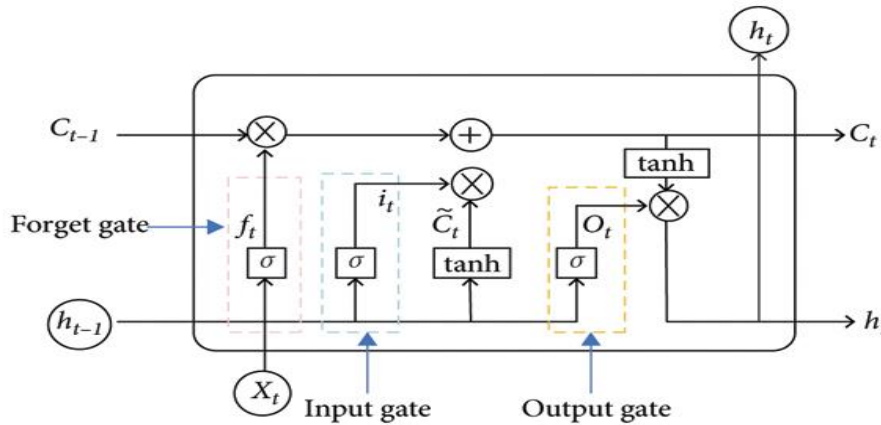 h_t
C_{t-1}
C_t
tanh
Forget gate
f_t
i_t
C̃_t
O_t
σ
σ
tanh
σ
h_{t-1}
h
X_t
Input gate
Output gate